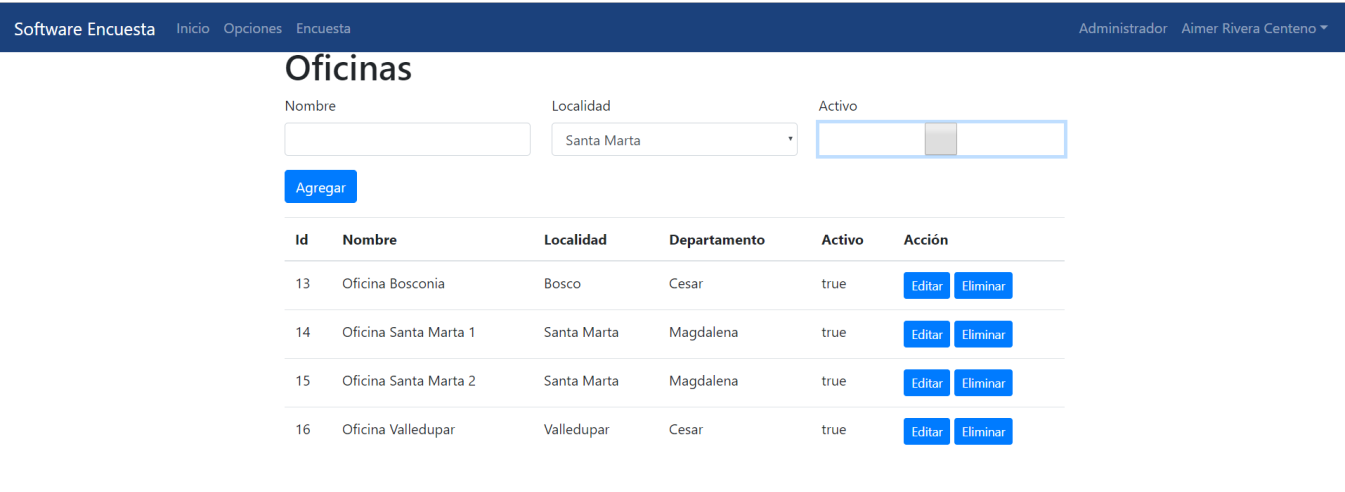 Software Encuesta Inicio Opciones Encuesta Administrador Aimer Rivera Centeno
Oficinas
Nombre Localidad Activo
Santa Marta
Agregar
Id Nombre Localidad Departamento Activo Acción
13 Oficina Bosconia Bosco Cesar true Editar Eliminar
14 Oficina Santa Marta 1 Santa Marta Magdalena true Editar Eliminar
15 Oficina Santa Marta 2 Santa Marta Magdalena true Editar Eliminar
16 Oficina Valledupar Valledupar Cesar true Editar Eliminar